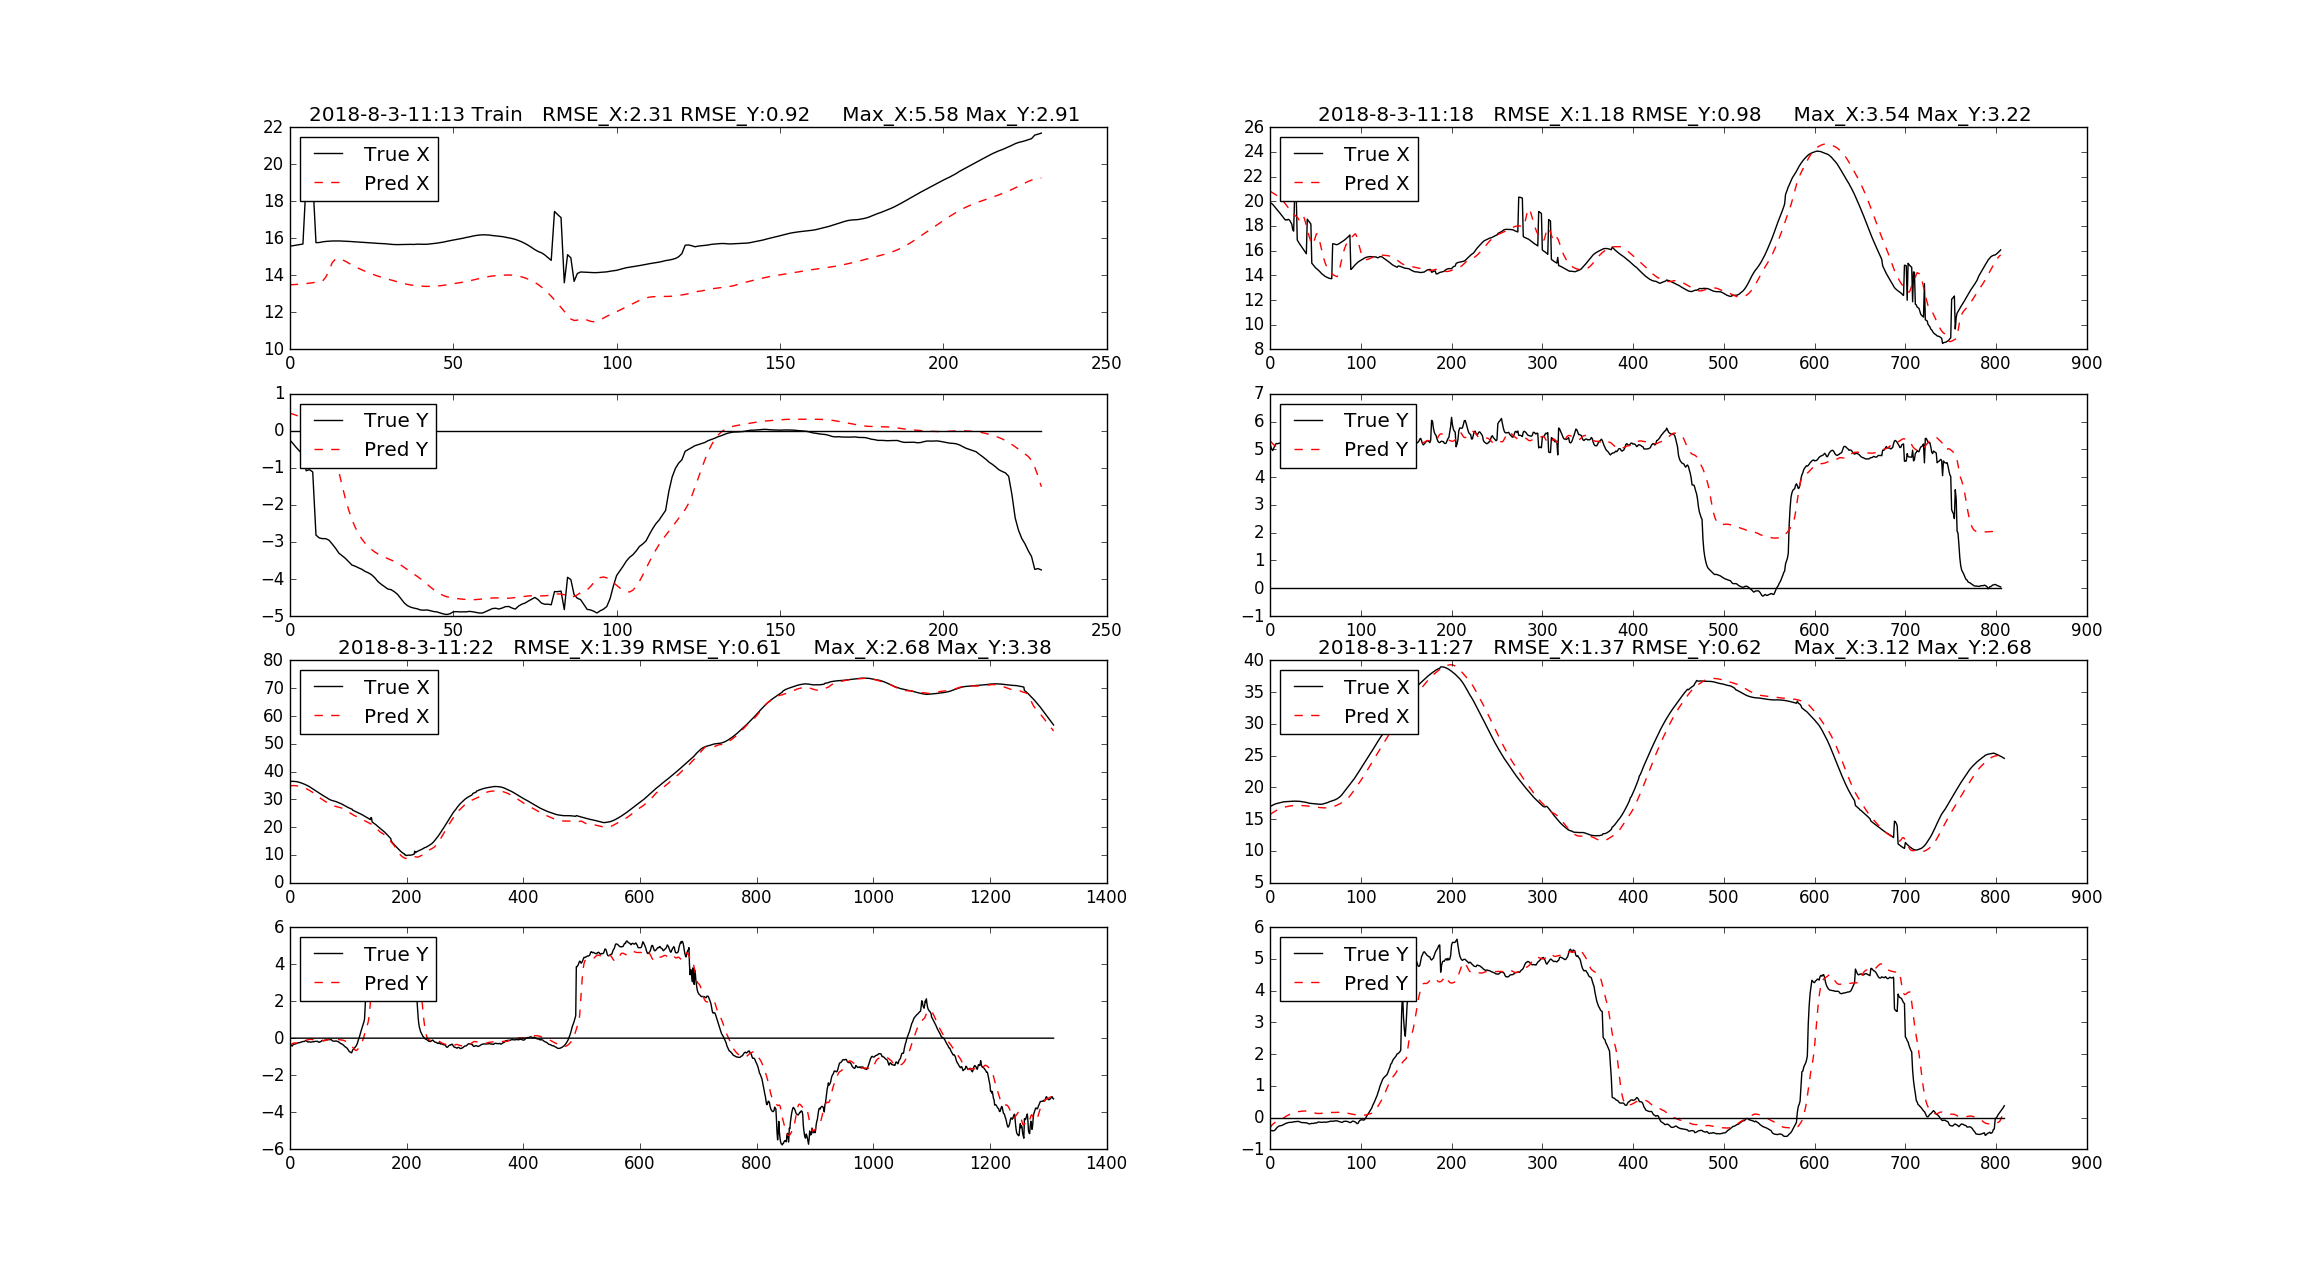 2018-8-3-11:13 Train   RMSE_X:2.31 RMSE_Y:0.92     Max_X:5.58 Max_Y:2.91
22
20
18
16
14
12
10
True X
Pred X
0 50 100 150 200 250
1
0
−1
−2
−3
−4
−5
True Y
Pred Y
0 50 100 150 200 250
2018-8-3-11:18   RMSE_X:1.18 RMSE_Y:0.98     Max_X:3.54 Max_Y:3.22
26
24
22
20
18
16
14
12
10
8
True X
Pred X
0 100 200 300 400 500 600 700 800 900
7
6
5
4
3
2
1
0
−1
True Y
Pred Y
0 100 200 300 400 500 600 700 800 900
2018-8-3-11:22   RMSE_X:1.39 RMSE_Y:0.61     Max_X:2.68 Max_Y:3.38
80
70
60
50
40
30
20
10
0
True X
Pred X
0 200 400 600 800 1000 1200 1400
6
4
2
0
−2
−4
−6
True Y
Pred Y
0 200 400 600 800 1000 1200 1400
2018-8-3-11:27   RMSE_X:1.37 RMSE_Y:0.62     Max_X:3.12 Max_Y:2.68
40
35
30
25
20
15
10
5
True X
Pred X
0 100 200 300 400 500 600 700 800 900
6
5
4
3
2
1
0
−1
True Y
Pred Y
0 100 200 300 400 500 600 700 800 900